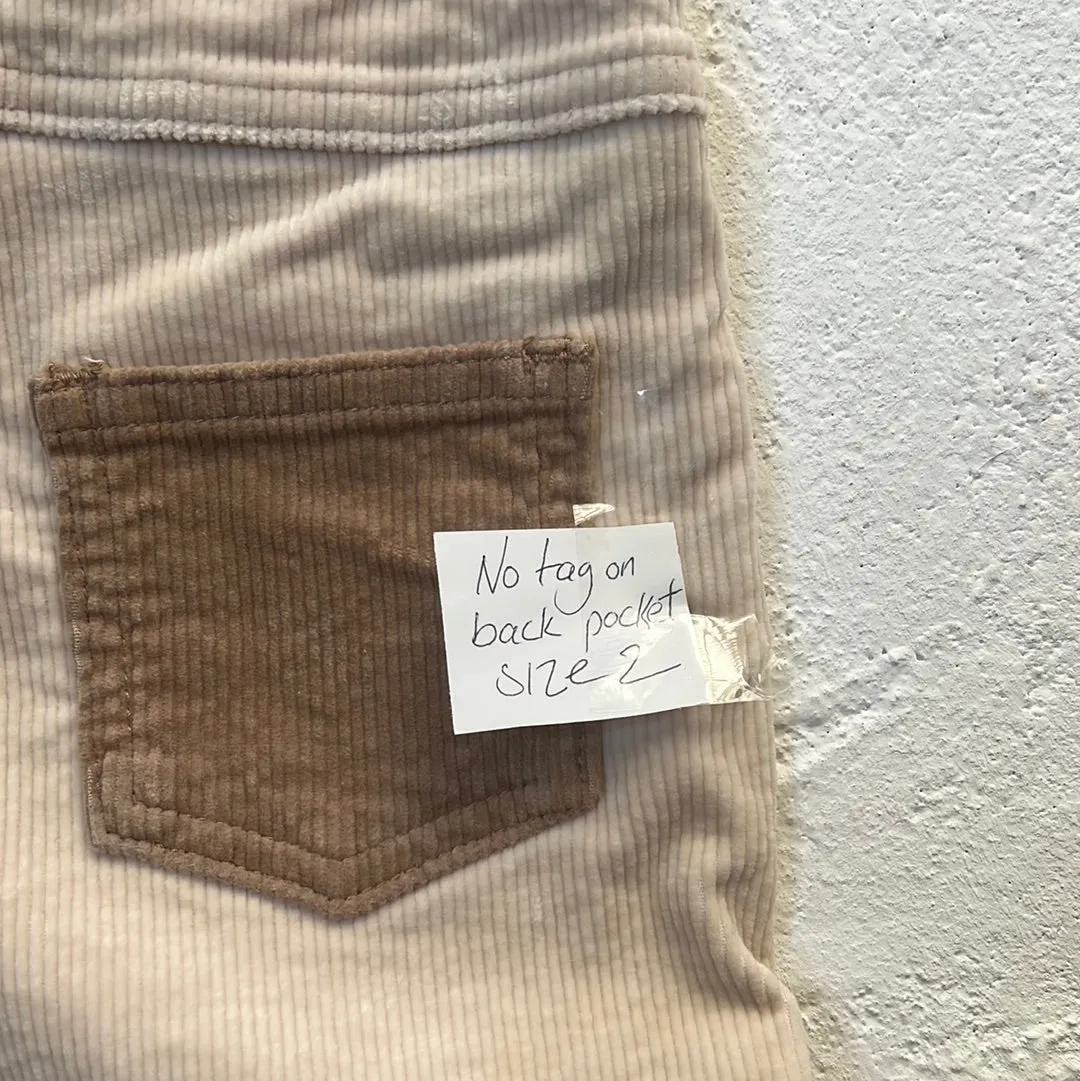 No tag on
back pocket
size 2